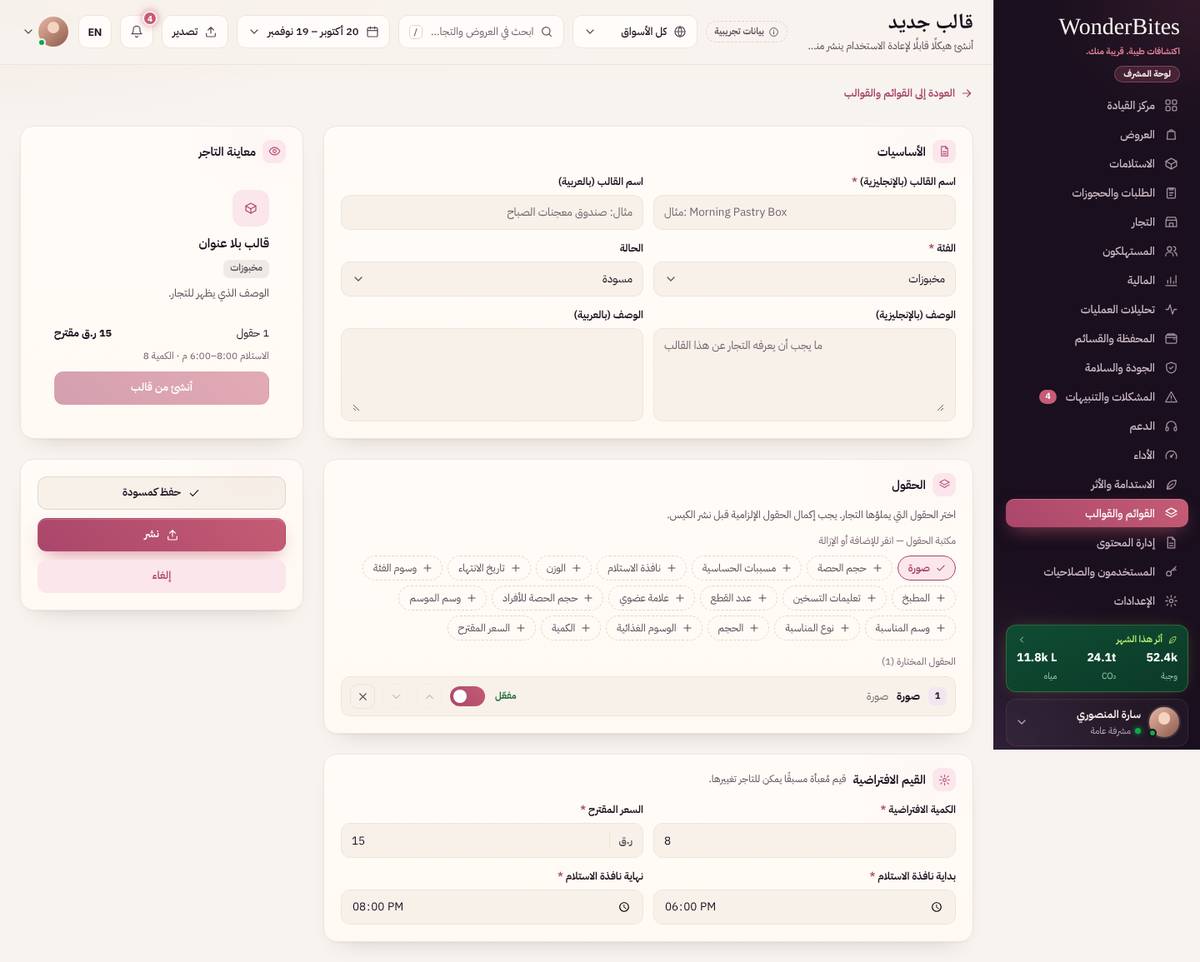 WonderBites
اكتشافات طيبة. قريبة منك.
لوحة المشرف
مركز القيادة
العروض
الاستلامات
الطلبات والحجوزات
التجار
المستهلكون
المالية
تحليلات العمليات
المحفظة والقسائم
الجودة والسلامة
المشكلات والتنبيهات 4
الدعم
الأداء
الاستدامة والأثر
القوائم والقوالب
إدارة المحتوى
المستخدمون والصلاحيات
الإعدادات
أثر هذا الشهر
52.4k 24.1t 11.8k L
وجبة CO₂ مياه
سارة المنصوري
مشرفة عامة
قالب جديد
أنشئ هيكلًا قابلًا لإعادة الاستخدام ينشر منـ...
بيانات تجريبية
كل الأسواق
ابحث في العروض والتجا... /
20 أكتوبر – 19 نوفمبر
تصدير
4
EN
العودة إلى القوائم والقوالب
الأساسيات
اسم القالب (بالإنجليزية) * اسم القالب (بالعربية)
مثال: Morning Pastry Box مثال: صندوق معجنات الصباح
الفئة * الحالة
مخبوزات مسودة
الوصف (بالإنجليزية) الوصف (بالعربية)
ما يجب أن يعرفه التجار عن هذا القالب
الحقول
اختر الحقول التي يملؤها التجار. يجب إكمال الحقول الإلزامية قبل نشر الكيس.
مكتبة الحقول — انقر للإضافة أو الإزالة
صورة حجم الحصة مسببات الحساسية نافذة الاستلام الوزن تاريخ الانتهاء وسوم الفئة
المطبخ تعليمات التسخين عدد القطع علامة عضوي حجم الحصة للأفراد وسم الموسم
وسم المناسبة نوع المناسبة الحجم الوسوم الغذائية الكمية السعر المقترح
الحقول المختارة (1)
1 صورة صورة مفعّل
القيم الافتراضية قيم مُعبأة مسبقًا يمكن للتاجر تغييرها.
الكمية الافتراضية * السعر المقترح *
8 ر.ق 15
بداية نافذة الاستلام * نهاية نافذة الاستلام *
06:00 PM 08:00 PM
معاينة التاجر
قالب بلا عنوان
مخبوزات
الوصف الذي يظهر للتجار.
1 حقول 15 ر.ق مقترح
الاستلام 8:00–6:00 م · الكمية 8
أنشئ من قالب
حفظ كمسودة
نشر
إلغاء